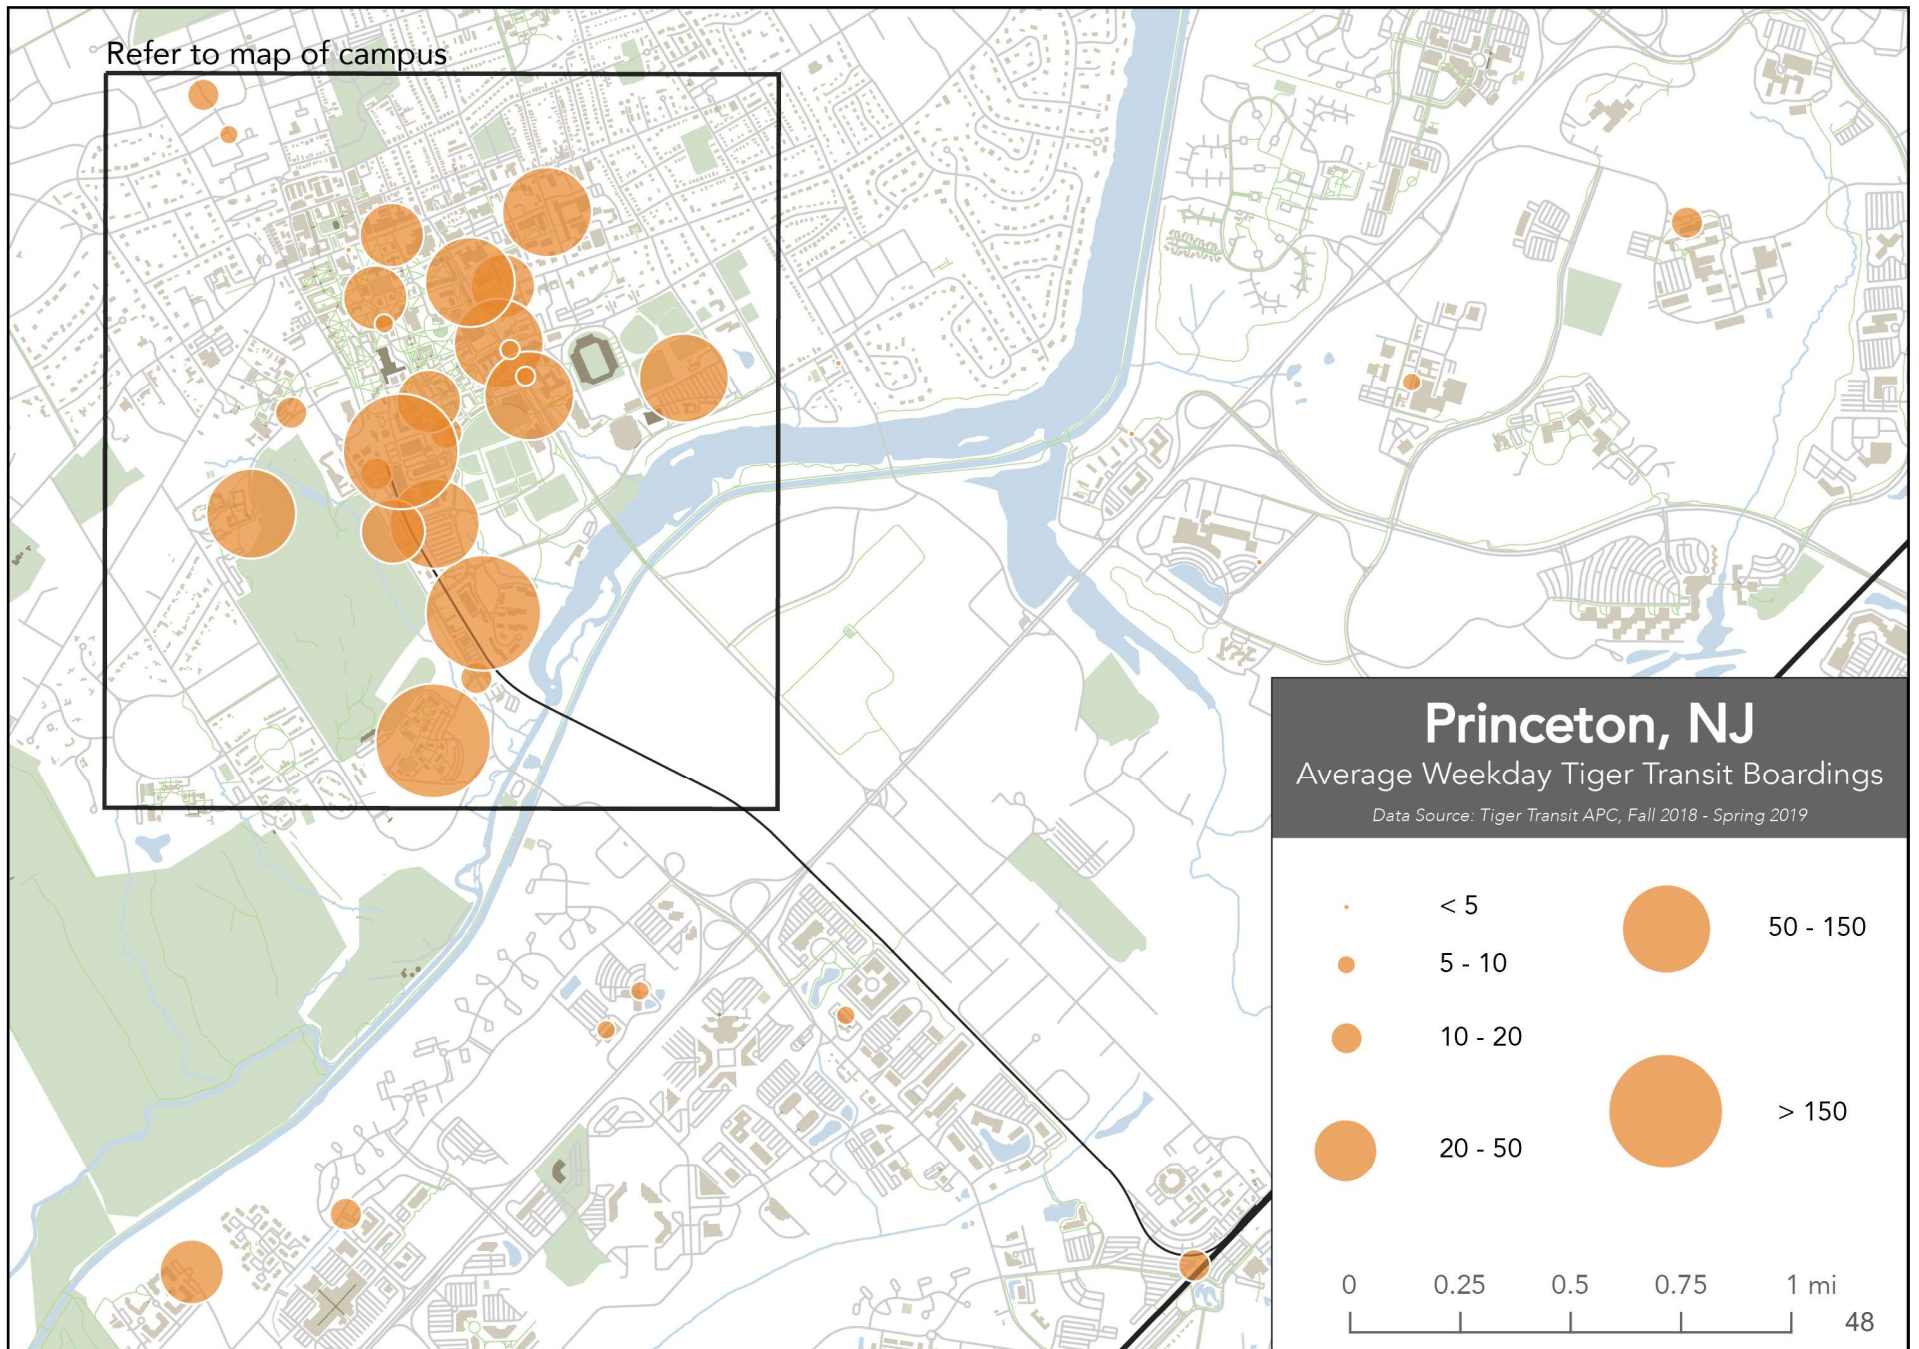 Refer to map of campus
Princeton, NJ
Average Weekday Tiger Transit Boardings
Data Source: Tiger Transit APC, Fall 2018 - Spring 2019
< 5
5 - 10
10 - 20
20 - 50
50 - 150
> 150
0 0.25 0.5 0.75 1 mi
48